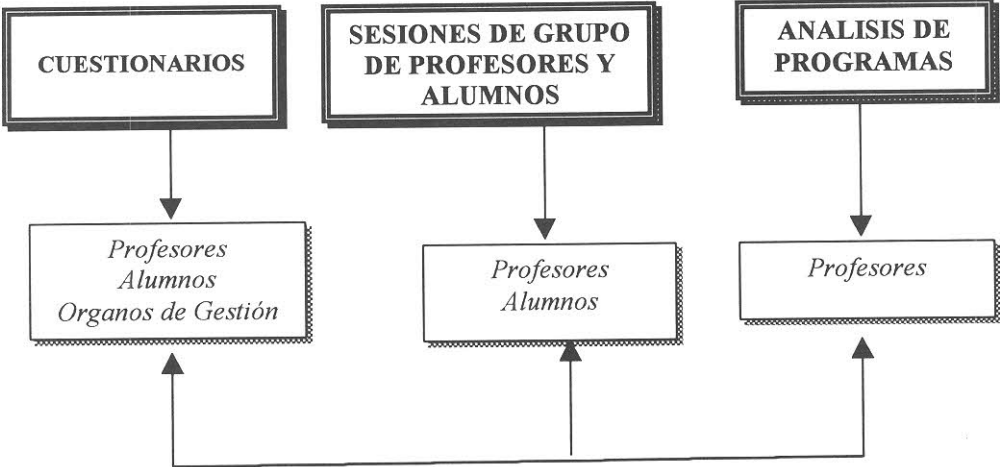 CUESTIONARIOS
SESIONES DE GRUPO
DE PROFESORES Y
ALUMNOS
ANALISIS DE
PROGRAMAS
Profesores
Alumnos
Organos de Gestión
Profesores
Alumnos
Profesores